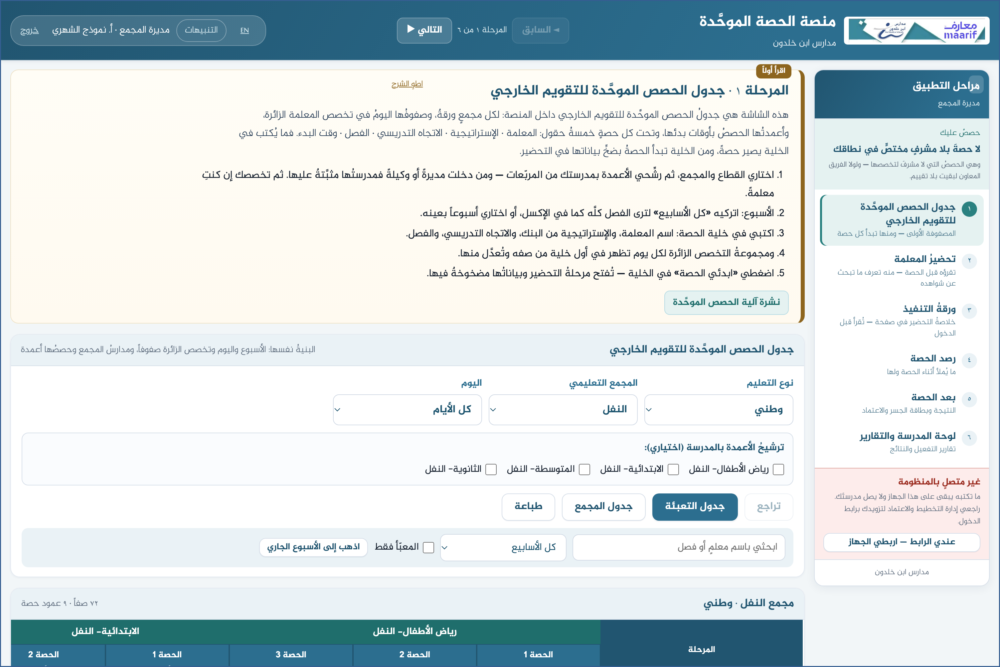 معارف
maarif
مدارس
ابن خلدون
Ibn Khaldun Schools
منصة الحصة الموحَّدة
مدارس ابن خلدون
◄ السابق
المرحلة ١ من ٦
التالي ►
EN
التنبيهات
مديرة المجمع · أ. نموذج الشهري
خروج
مراحل التطبيق
مديرة المجمع
حصصٌ عليك
لا حصةَ بلا مشرفٍ مختصٍّ في نطاقك
وهي الحصصُ التي لا مشرفَ لتخصصها — ولولا الفريق
المعاون لبقيت بلا تقييم.
١
جدول الحصص الموحَّدة
للتقويم الخارجي
المصفوفة الأولى — ومنها تبدأ كل حصة
٢
تحضيرُ المعلمة
تقرؤه قبل الحصة — منه تعرف ما تبحث
عن شواهده
٣
ورقةُ التنفيذ
خلاصةُ التحضير في صفحة — تُقرأ قبل
الدخول
٤
رصد الحصة
ما يُملأ أثناء الحصة ولها
٥
بعد الحصة
النتيجة وبطاقة الجسر والاعتماد
٦
لوحة المدرسة والتقارير
تقارير التفعيل والنتائج
غير متصلٍ بالمنظومة
ما تكتبه يبقى على هذا الجهاز ولا يصل مدرستَك.
راجعي إدارة التخطيط والاعتماد لتزويدك برابط
الدخول.
عندي الرابط — اربطي الجهاز
مدارس ابن خلدون
اقرأ أولاً
المرحلة ١ · جدول الحصص الموحَّدة للتقويم الخارجي
اطوِ الشرح
هذه الشاشة هي جدولُ الحصص الموحَّدة للتقويم الخارجي داخل المنصة: لكل مجمعٍ ورقةٌ، وصفوفُها اليومُ في تخصص المعلمة الزائرة،
وأعمدتُها الحصصُ بأوقات بدئها، وتحت كل حصةٍ خمسةُ حقول: المعلمة · الإستراتيجية · الاتجاه التدريسي · الفصل · وقت البدء. فما يُكتب في
الخلية يصير حصةً، ومن الخلية تبدأ الحصةُ بضخِّ بياناتها في التحضير.
1. اختاري القطاع والمجمع، ثم رشِّحي الأعمدة بمدرستك من المربّعات — ومن دخلت مديرةً أو وكيلةً فمدرستُها مثبَّتةٌ عليها. ثم تخصصك إن كنتِ
معلمةً.
2. الأسبوع: اتركيه «كل الأسابيع» لترى الفصل كلَّه كما في الإكسل، أو اختاري أسبوعاً بعينه.
3. اكتبي في خلية الحصة: اسم المعلمة، والإستراتيجية من البنك، والاتجاه التدريسي، والفصل.
4. ومجموعةُ التخصص الزائرة لكل يوم تظهر في أول خلية من صفه وتُعدَّل منها.
5. اضغطي «ابدئي الحصة» في الخلية — تُفتح مرحلةُ التحضير وبياناتُها مضخوخةٌ فيها.
نشرة آلية الحصص الموحَّدة
جدول الحصص الموحَّدة للتقويم الخارجي
البنيةُ نفسها: الأسبوع واليوم وتخصص الزائرة صفوفاً، ومدارسُ المجمع وحصصُها أعمدة
نوع التعليم
المجمع التعليمي
اليوم
وطني
النفل
كل الأيام
ترشيحُ الأعمدة بالمدرسة (اختياري):
رياض الأطفال- النفل
الابتدائية- النفل
المتوسطة- النفل
الثانوية- النفل
تراجع
جدول التعبئة
جدول المجمع
طباعة
ابحثي باسم معلمٍ أو فصل
كل الأسابيع
المعبّأ فقط
اذهب إلى الأسبوع الجاري
مجمع النفل · وطني
٧٢ صفاً · ٩ عمود حصة
المرحلة
رياض الأطفال- النفل
الابتدائية- النفل
الحصة 1
الحصة 2
الحصة 3
الحصة 1
الحصة 2